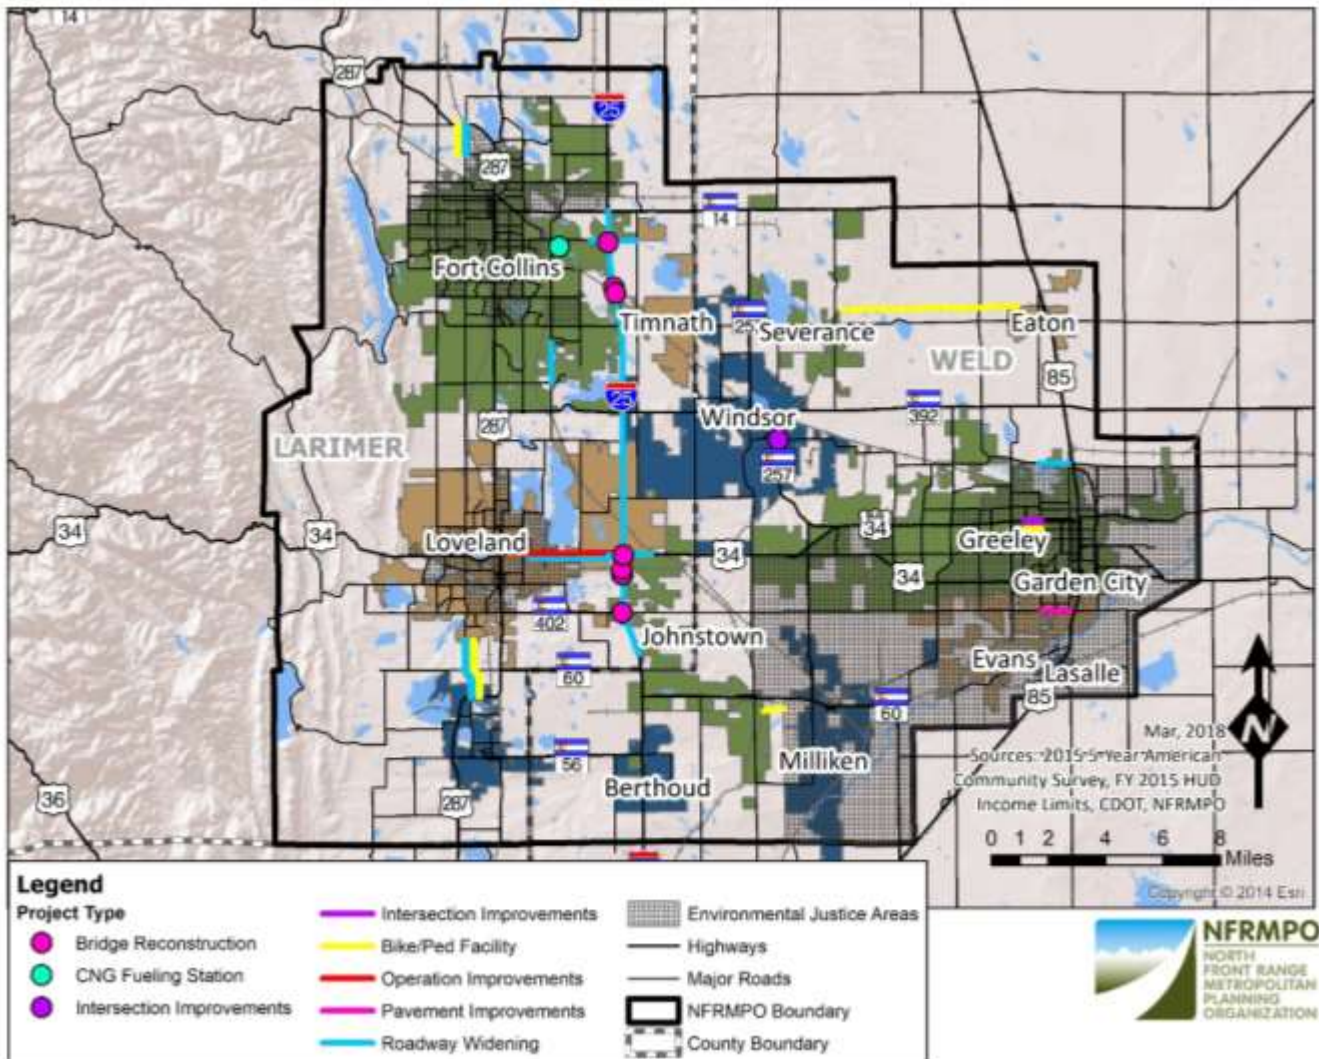 14
287
25
287
14
Fort Collins
Timnath
257
Severance
Eaton
WELD
85
25
287
Windsor
392
LARIMER
257
34
34
34
Loveland
34
Greeley
34
Garden City
402
Johnstown
Evans
Lasalle
60
85
60
Mar, 2018
Sources: 2015 5-Year American
Community Survey, FY 2015 HUD
Income Limits, CDOT, NFRMPO
56
Milliken
Berthoud
36
287
N
0 1 2 4 6 8
Miles
Copyright © 2014 Esri
Legend
Project Type
Bridge Reconstruction
CNG Fueling Station
Intersection Improvements
Intersection Improvements
Bike/Ped Facility
Operation Improvements
Pavement Improvements
Roadway Widening
Environmental Justice Areas
Highways
Major Roads
NFRMPO Boundary
County Boundary
NFRMPO
NORTH
FRONT RANGE
METROPOLITAN
PLANNING
ORGANIZATION